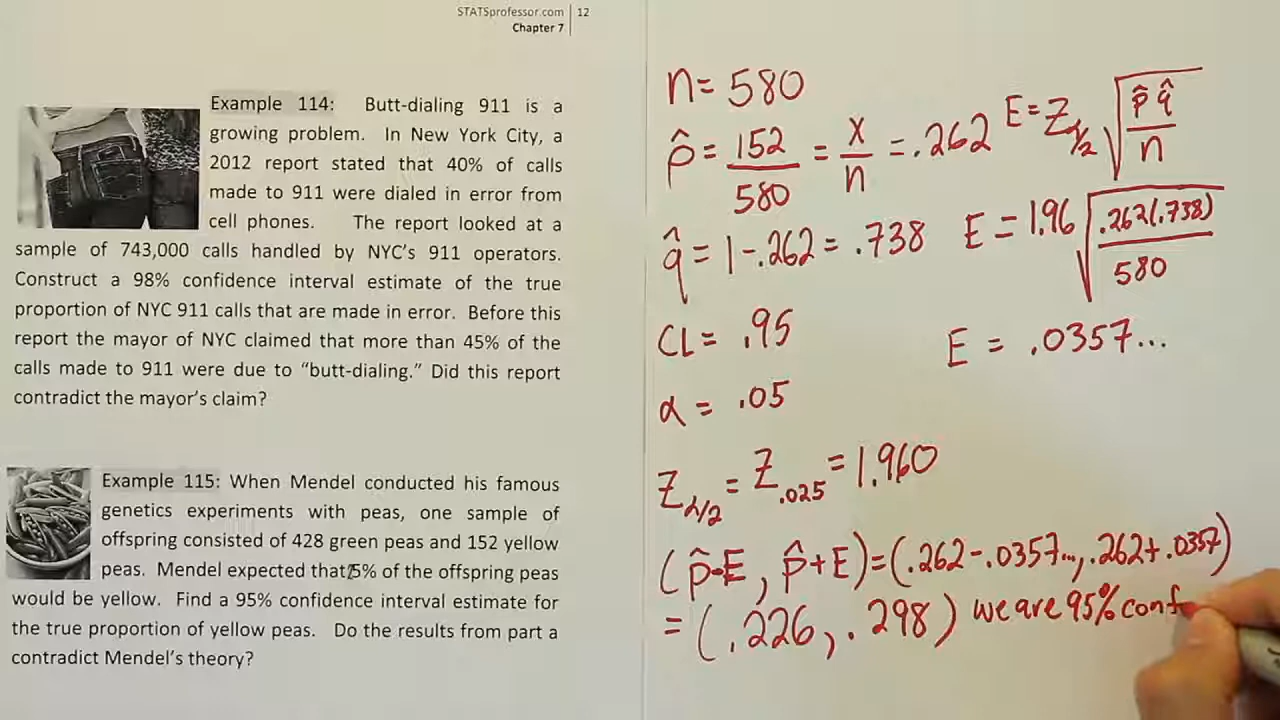 STATSprofessor.com 12
Chapter 7
Example 114: Butt-dialing 911 is a
growing problem. In New York City, a
2012 report stated that 40% of calls
made to 911 were dialed in error from
cell phones. The report looked at a
sample of 743,000 calls handled by NYC's 911 operators.
Construct a 98% confidence interval estimate of the true
proportion of NYC 911 calls that are made in error. Before this
report the mayor of NYC claimed that more than 45% of the
calls made to 911 were due to "butt-dialing." Did this report
contradict the mayor's claim?
Example 115: When Mendel conducted his famous
genetics experiments with peas, one sample of
offspring consisted of 428 green peas and 152 yellow
peas. Mendel expected that 25% of the offspring peas
would be yellow. Find a 95% confidence interval estimate for
the true proportion of yellow peas. Do the results from part a
contradict Mendel's theory?
n = 580
p̂ = 152/580 = x/n = .262
q̂ = 1-.262 = .738
CL = .95
α = .05
Z α/2 = Z .025 = 1.960
E = Z α/2 √(p̂ q̂/n)
E = 1.96 √(.262(.738)/580)
E = .0357...
(p̂-E, p̂+E) = (.262-.0357..., .262+.0357)
= (.226, .298) we are 95% conf